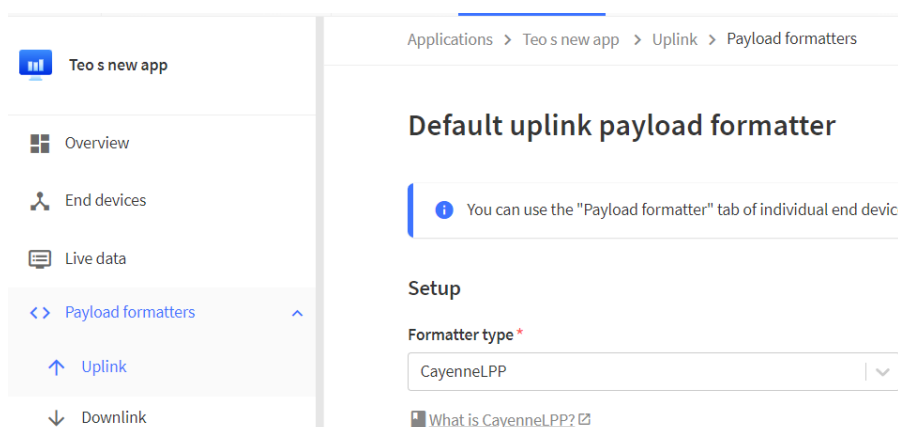 Applications > Teo s new app > Uplink > Payload formatters
Teo s new app
Overview
End devices
Live data
Payload formatters
Uplink
Downlink
Default uplink payload formatter
You can use the "Payload formatter" tab of individual end
Setup
Formatter type *
CayenneLPP
What is CayenneLPP?